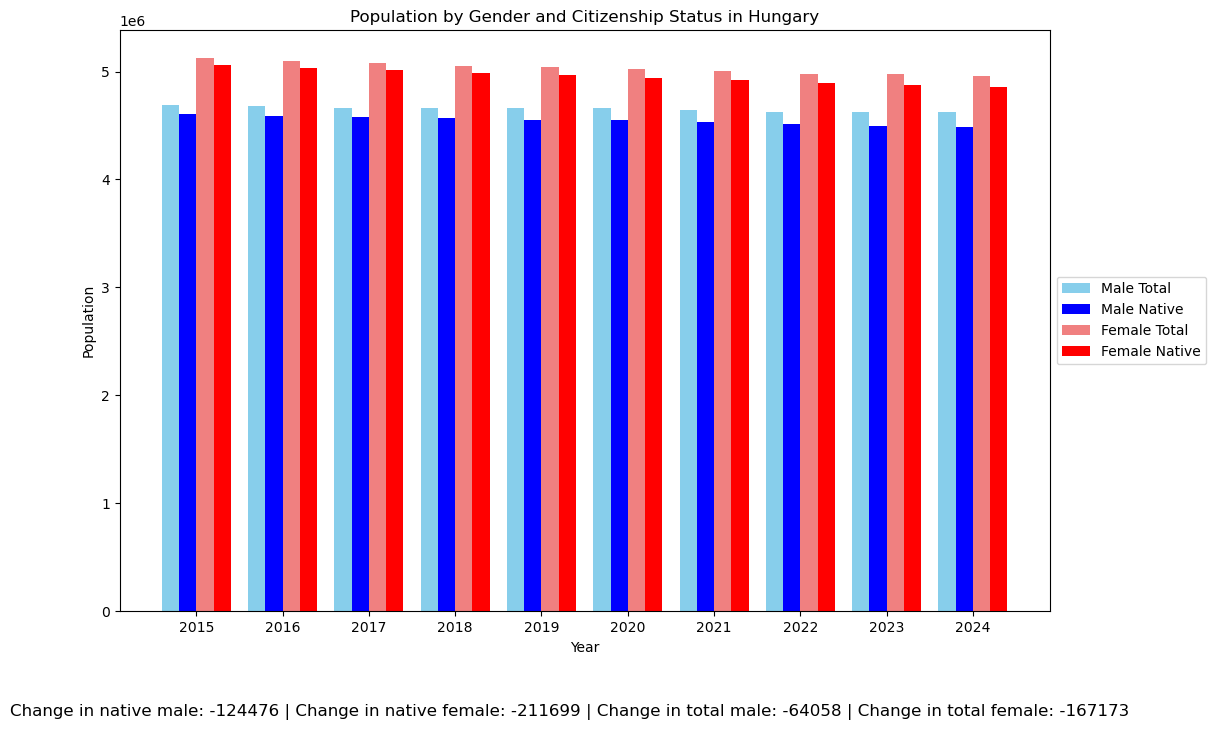 Population by Gender and Citizenship Status in Hungary
1e6
5
4
3
2
1
0
Population
2015 2016 2017 2018 2019 2020 2021 2022 2023 2024
Year
Male Total
Male Native
Female Total
Female Native
Change in native male: -124476 | Change in native female: -211699 | Change in total male: -64058 | Change in total female: -167173